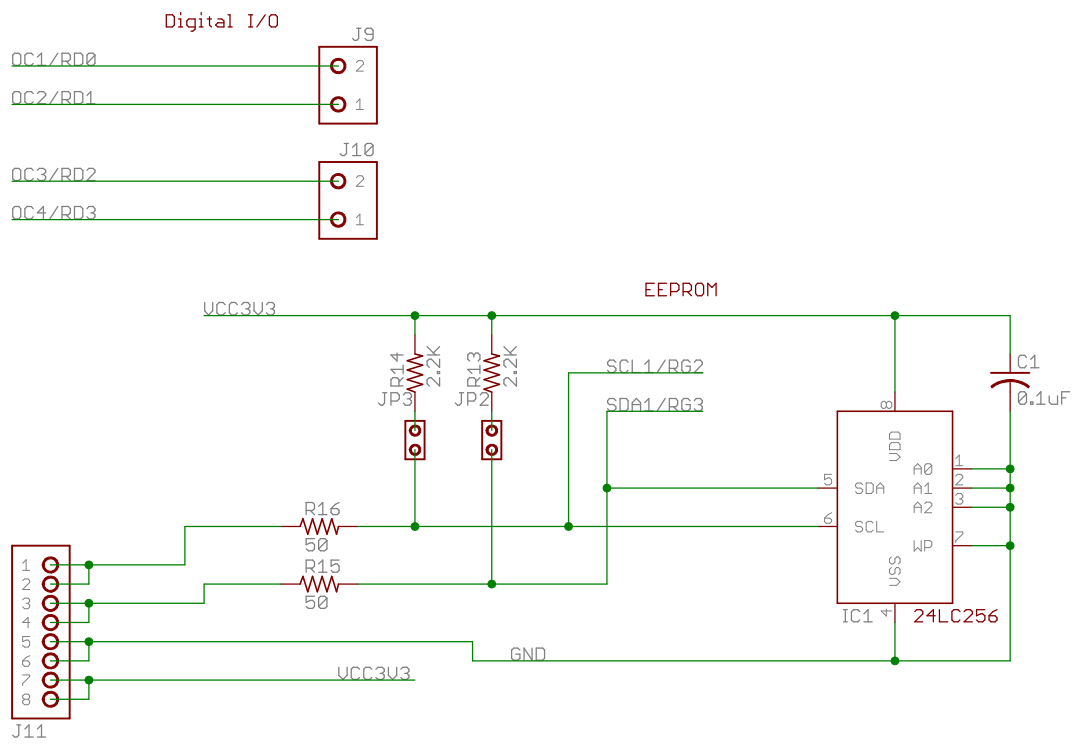 Digital I/O
J9
OC1/RD0
2
OC2/RD1
1
J10
OC3/RD2
2
OC4/RD3
1
EEPROM
VCC3V3
R14
2.2K
R13
2.2K
SCL1/RG2
C1
JP3
JP2
SDA1/RG3
0.1uF
8
VDD
A0
1
5
SDA
A1
2
A2
3
R16
6
SCL
50
WP
7
R15
VSS
1
2
50
3
IC1
4
24LC256
4
5
GND
6
VCC3V3
7
8
J11